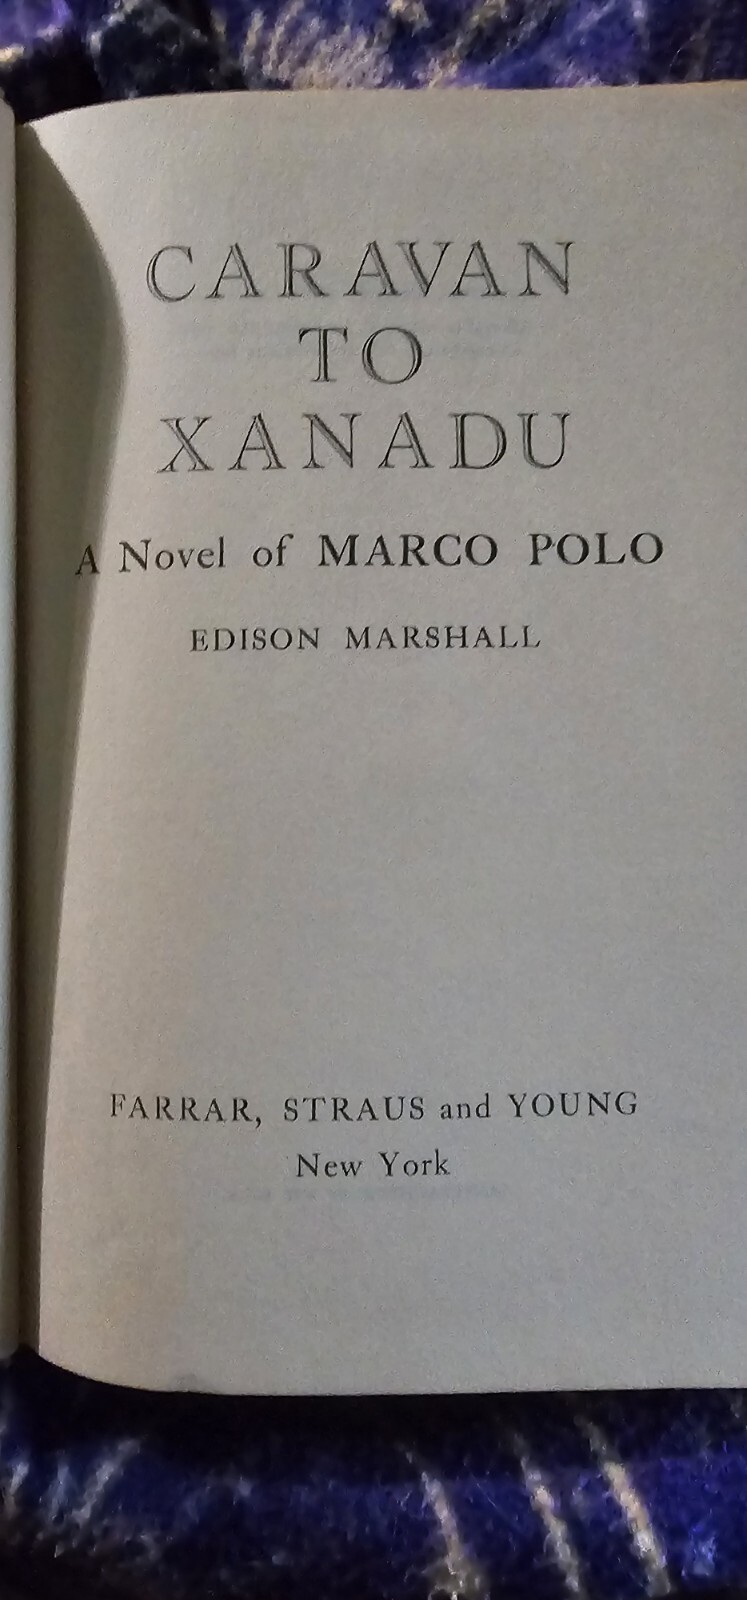 CARAVAN
TO
XANADU
A Novel of MARCO POLO
EDISON MARSHALL
FARRAR, STRAUS and YOUNG
New York